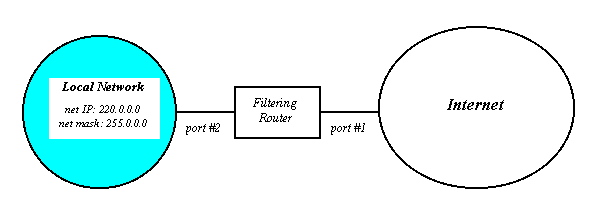 Local Network
net IP: 220.0.0.0
net mask: 255.0.0.0
port #2
Filtering
Router
port #1
Internet